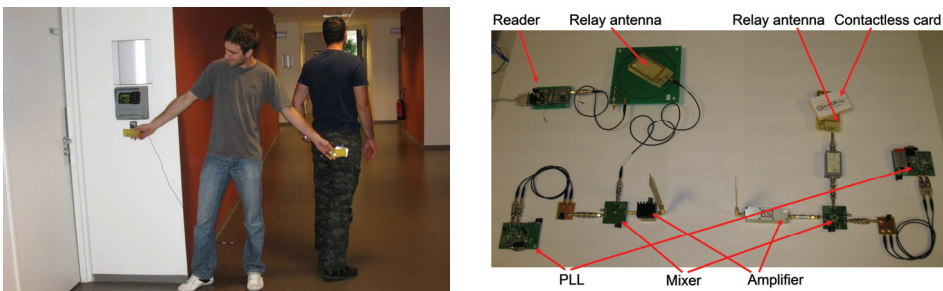 Reader
Relay antenna
Relay antenna
Contactless card
PLL
Mixer
Amplifier